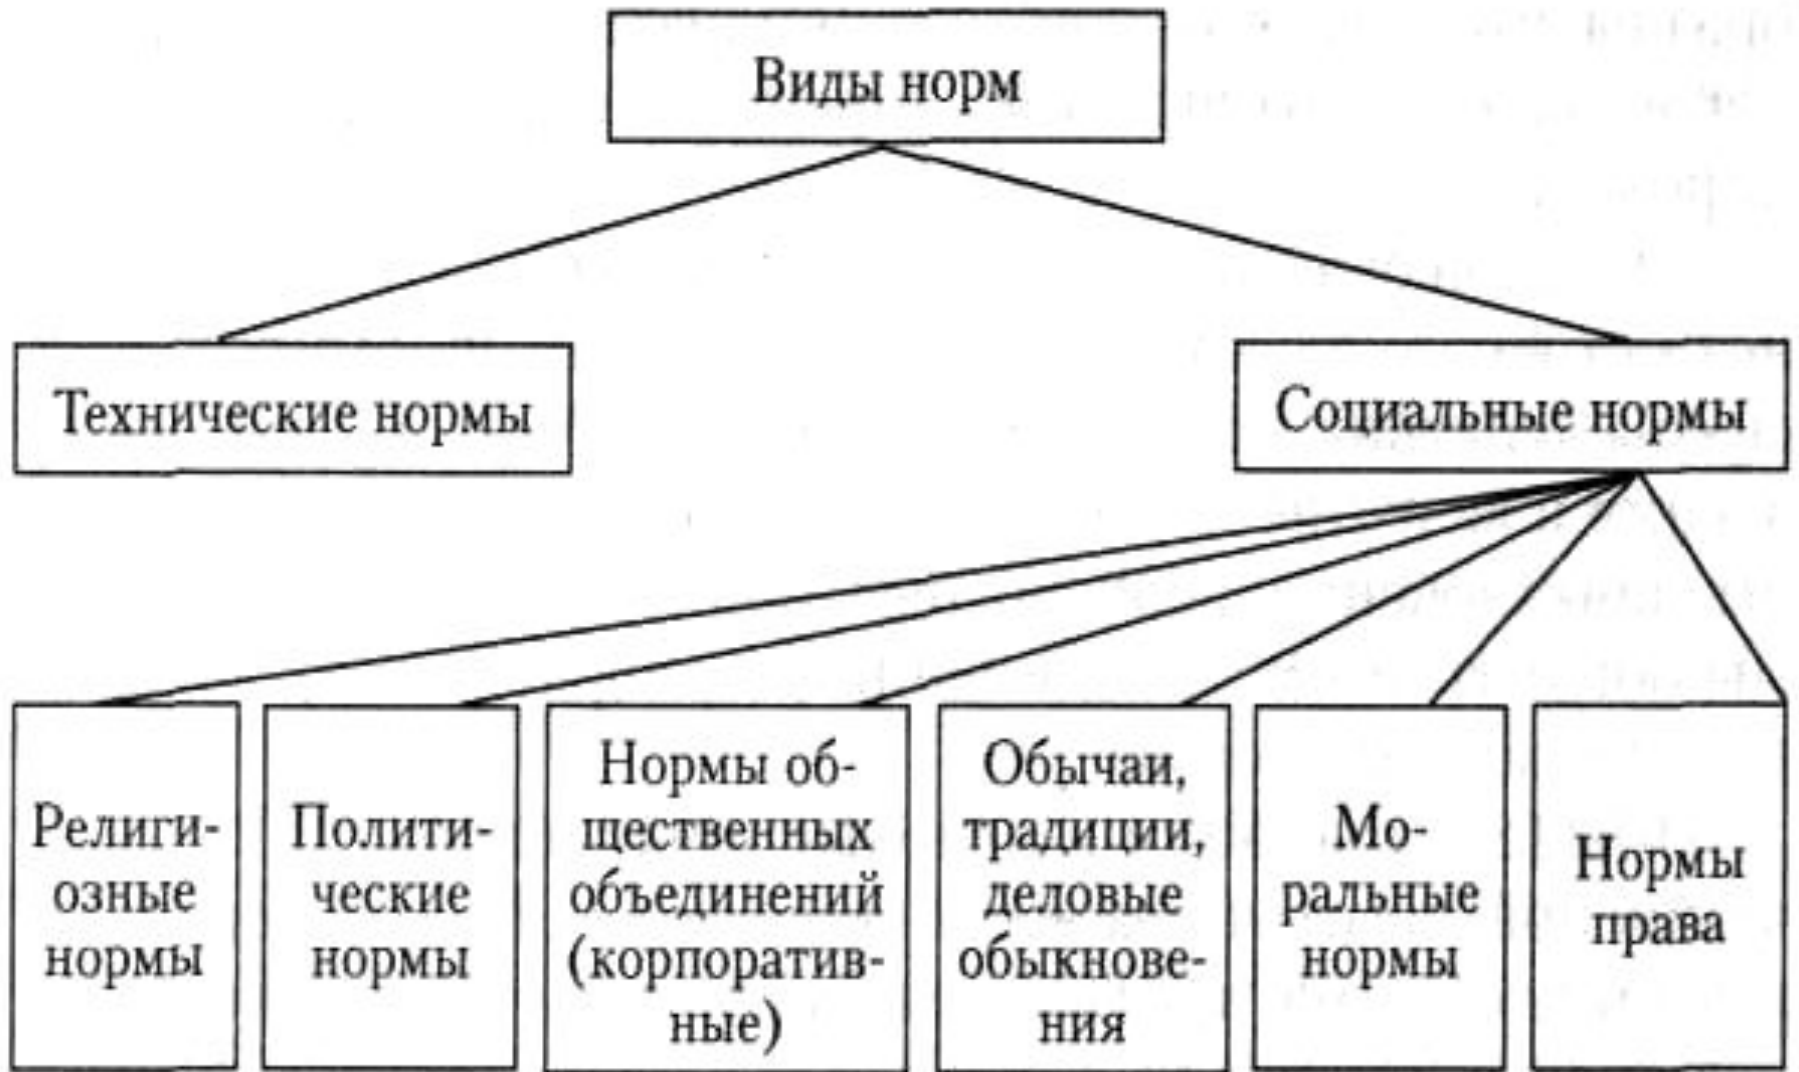 Виды норм
Технические нормы
Социальные нормы
Религи-
озные
нормы
Полити-
ческие
нормы
Нормы об-
щественных
объединений
(корпоратив-
ные)
Обычаи,
традиции,
деловые
обыкнове-
ния
Мо-
ральные
нормы
Нормы
права